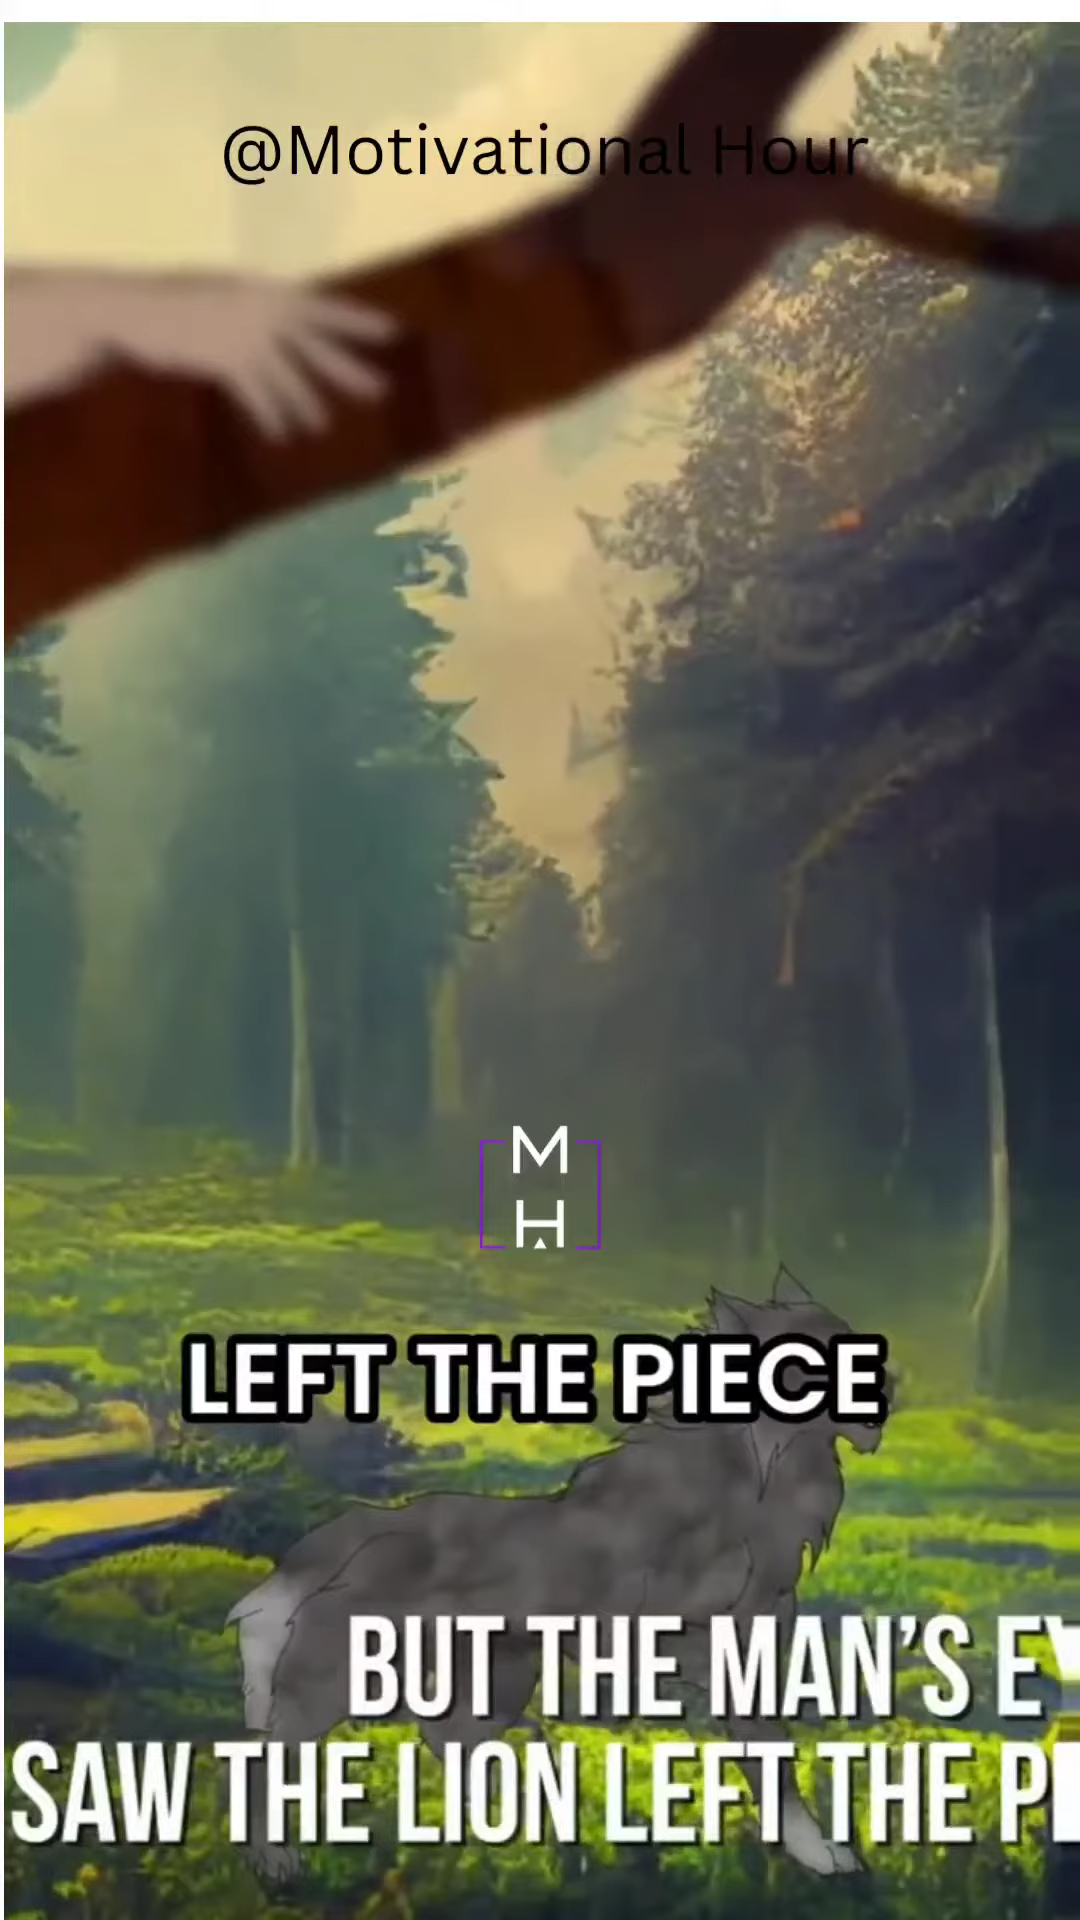 @Motivational Hour
M
H
LEFT THE PIECE
BUT THE MAN'S
SAW THE LION LEFT THE